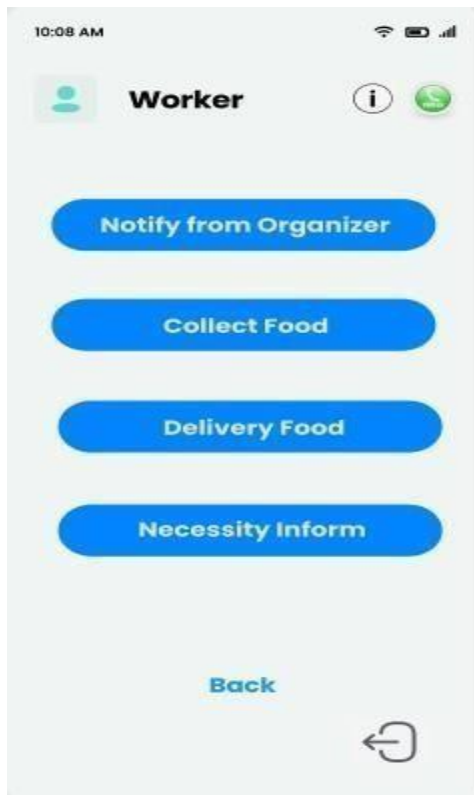 10:08 AM
Worker
i
Notify from Organizer
Collect Food
Delivery Food
Necessity Inform
Back